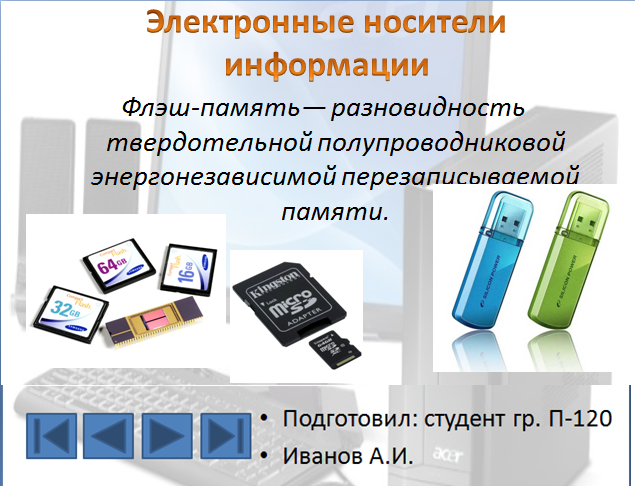 Электронные носители
информации
Флэш-память— разновидность
твердотельной полупроводниковой
энергонезависимой перезаписываемой
памяти.
64GB
16GB
32GB
Kingston
micro
SD
ADAPTER
SILICON POWER
SILICON POWER
• Подготовил: студент гр. П-120
• Иванов А.И.
acer